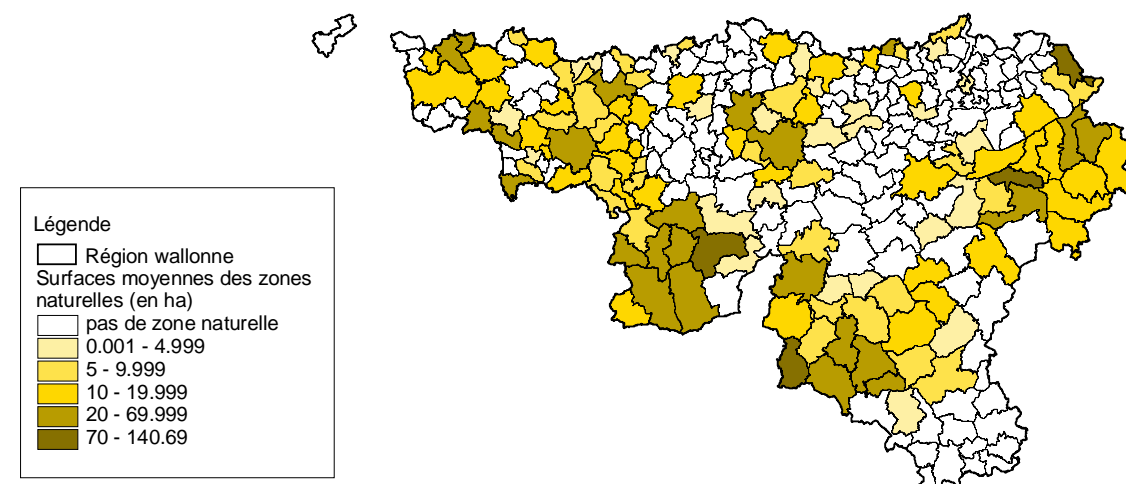 Légende
Région wallonne
Surfaces moyennes des zones
naturelles (en ha)
pas de zone naturelle
0.001 - 4.999
5 - 9.999
10 - 19.999
20 - 69.999
70 - 140.69